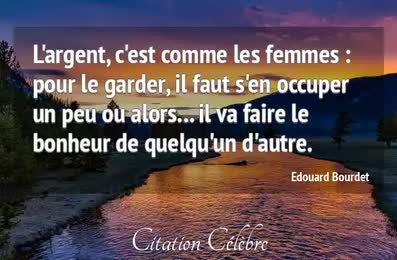 L'argent, c'est comme les femmes :
pour le garder, il faut s'en occuper
un peu ou alors... il va faire le
bonheur de quelqu'un d'autre.
Edouard Bourdet
Citation Célèbre